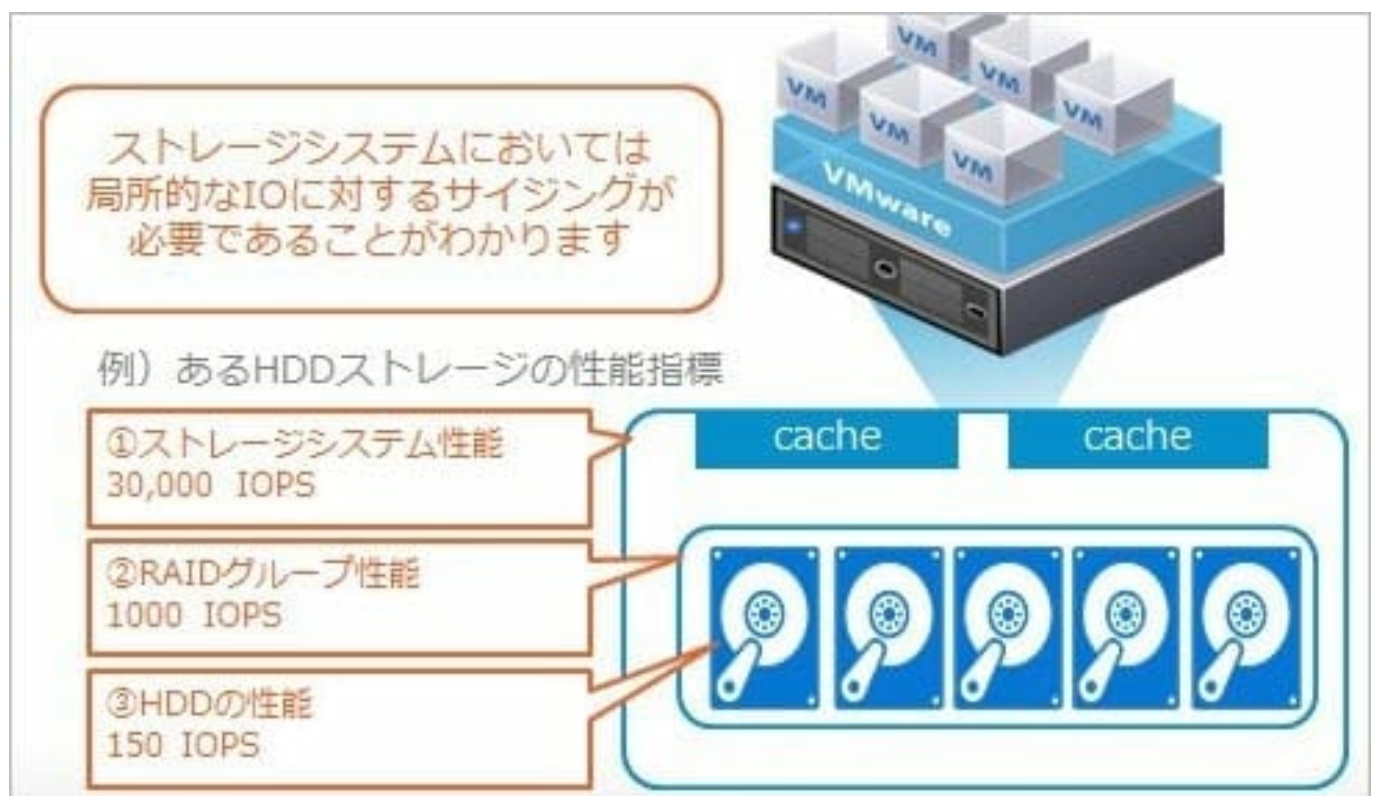 VM
VM
VM
VM
VM
VM
VMware
ストレージシステムにおいては
局所的なIOに対するサイジングが
必要であることがわかります
例）あるHDDストレージの性能指標
①ストレージシステム性能
30,000 IOPS
②RAIDグループ性能
1000 IOPS
③HDDの性能
150 IOPS
cache
cache